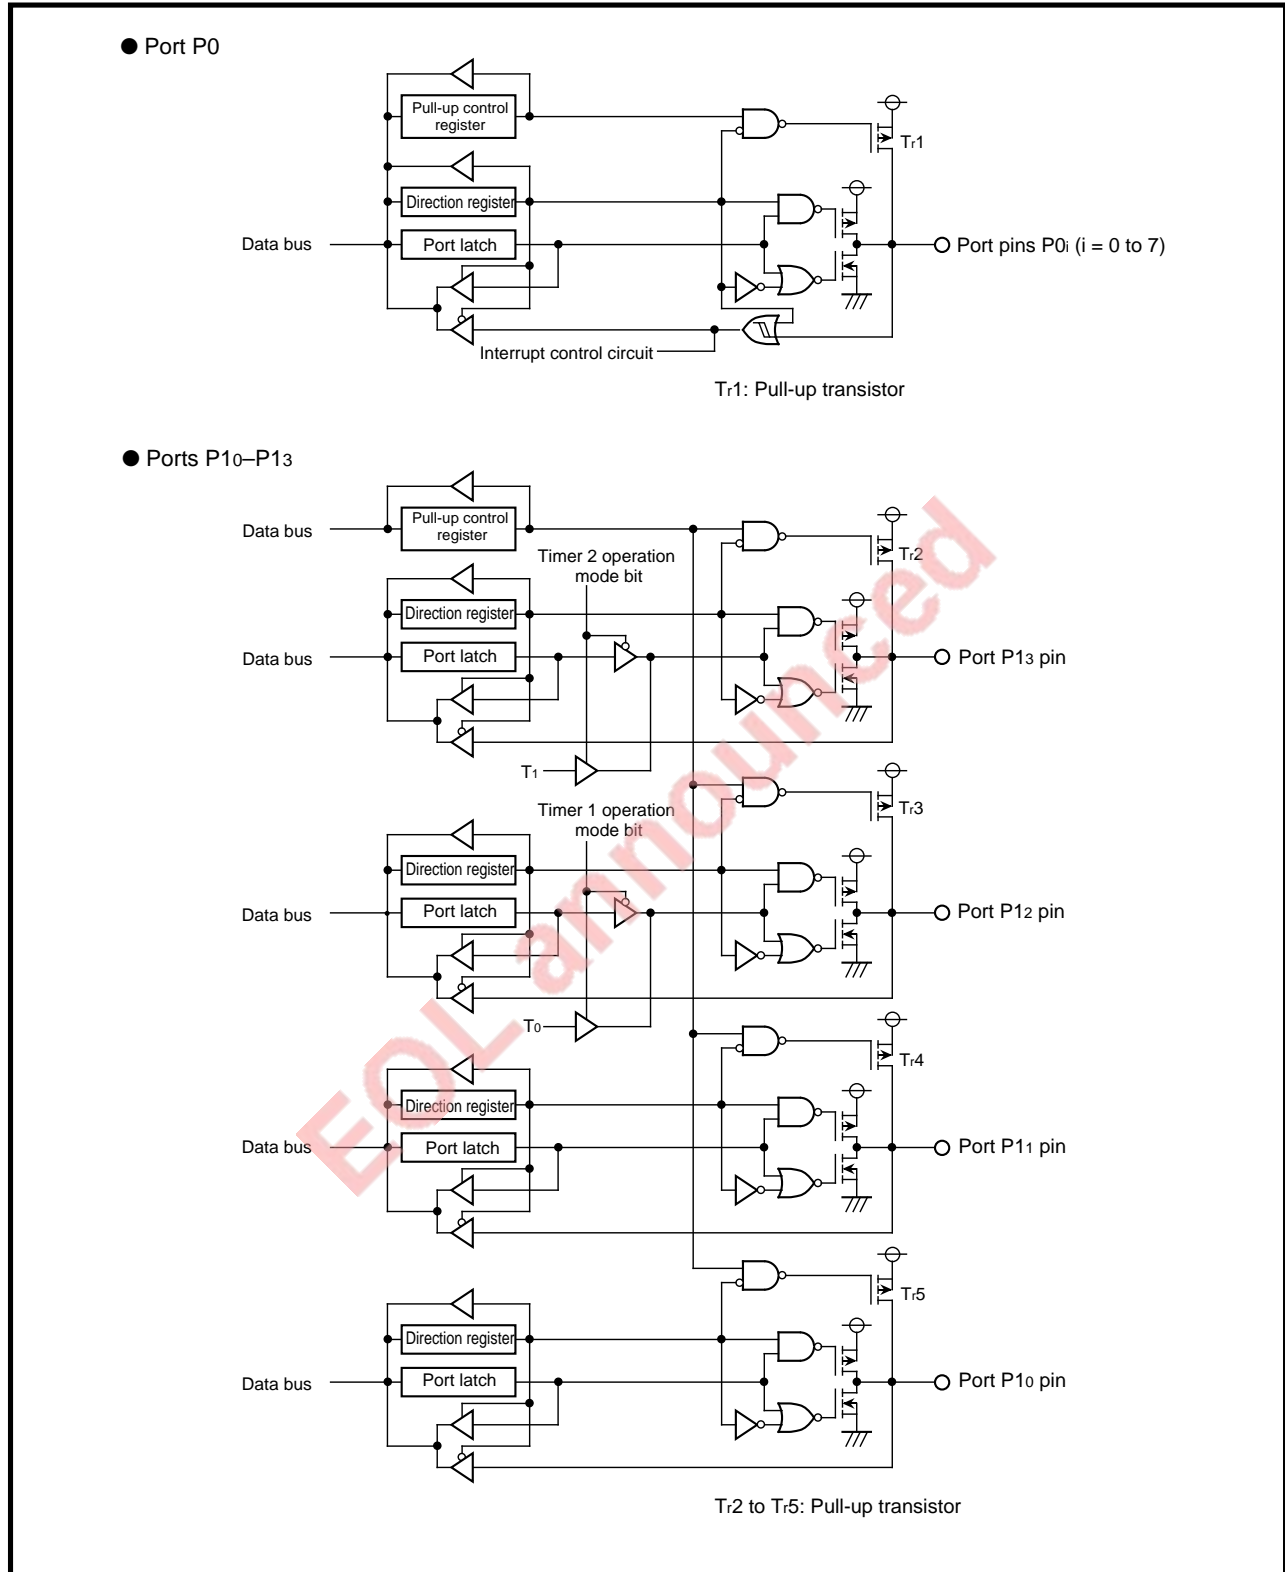 ● Port P0
Pull-up control
register
Tr1
Direction register
Data bus
Port latch
Port pins P0i (i = 0 to 7)
Interrupt control circuit
Tr1: Pull-up transistor
● Ports P10–P13
Data bus
Pull-up control
register
Timer 2 operation
mode bit
Tr2
Direction register
Data bus
Port latch
Port P13 pin
T1
Timer 1 operation
mode bit
Tr3
Direction register
Data bus
Port latch
Port P12 pin
T0
Tr4
Direction register
Data bus
Port latch
Port P11 pin
Tr5
Direction register
Data bus
Port latch
Port P10 pin
Tr2 to Tr5: Pull-up transistor
EOL announced